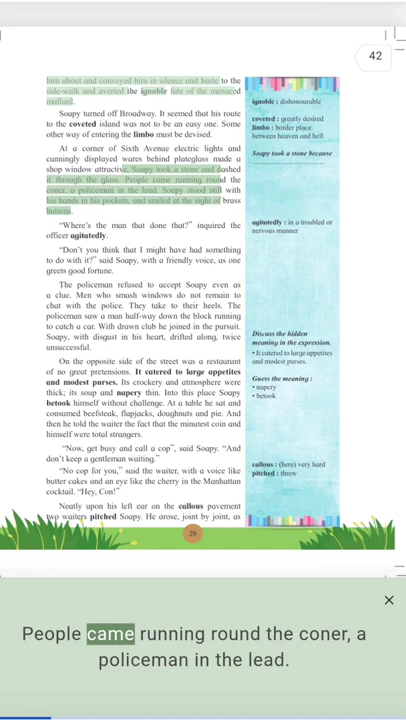 42
him about and conveyed him in silence and haste to the
side-walk and averted the ignoble fate of the menaced
mallard.
Soapy turned off Broadway. It seemed that his route
to the coveted island was not to be an easy one. Some
other way of entering the limbo must be devised.
At a corner of Sixth Avenue electric lights and
cunningly displayed wares behind plateglass made a
shop window attractive. Soapy took a stone and dashed
it through the glass. People came running round the
coner, a policeman in the lead. Soapy stood still with
his hands in his pockets, and smiled at the sight of brass
buttons.
“Where’s the man that done that?” inquired the
officer agitatedly.
“Don’t you think that I might have had something
to do with it?” said Soapy, with a friendly voice, as one
greets good fortune.
The policeman refused to accept Soapy even as
a clue. Men who smash windows do not remain to
chat with the police. They take to their heels. The
policeman saw a man half-way down the block running
to catch a car. With drawn club he joined in the pursuit.
Soapy, with disgust in his heart, drifted along, twice
unsuccessful.
On the opposite side of the street was a restaurant
of no great pretensions. It catered to large appetites
and modest purses. Its crockery and atmosphere were
thick; its soup and napery thin. Into this place Soapy
betook himself without challenge. At a table he sat and
consumed beefsteak, flapjacks, doughnuts and pie. And
then he told the waiter the fact that the minutest coin and
himself were total strangers.
“Now, get busy and call a cop”, said Soapy. “And
don’t keep a gentleman waiting.”
“No cop for you,” said the waiter, with a voice like
butter cakes and an eye like the cherry in the Manhattan
cocktail. “Hey, Con!”
Neatly upon his left ear on the callous pavement
two waiters pitched Soapy. He arose, joint by joint, as
ignoble : dishonourable
coveted : greatly desired
limbo : border place
between heaven and hell
Soapy took a stone because
agitatedly : in a troubled or
nervous manner
Discuss the hidden
meaning in the expression.
• It catered to large appetites
and modest purses.
Guess the meaning :
• napery
• betook
callous : (here) very hard
pitched : threw
29
People came running round the coner, a
policeman in the lead.